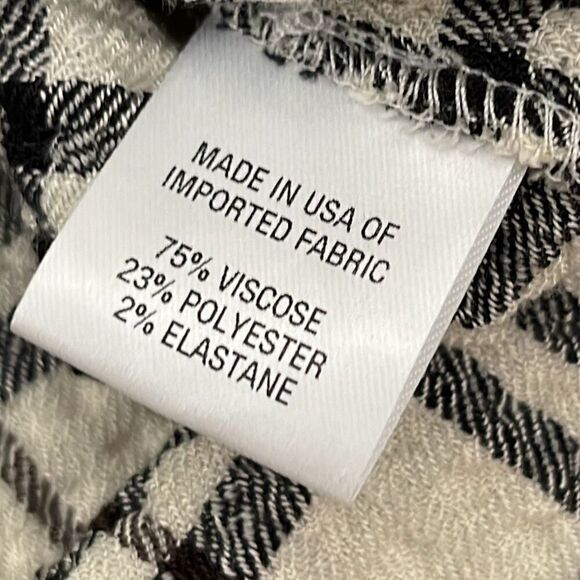 MADE IN USA OF
IMPORTED FABRIC
75% VISCOSE
23% POLYESTER
2% ELASTANE